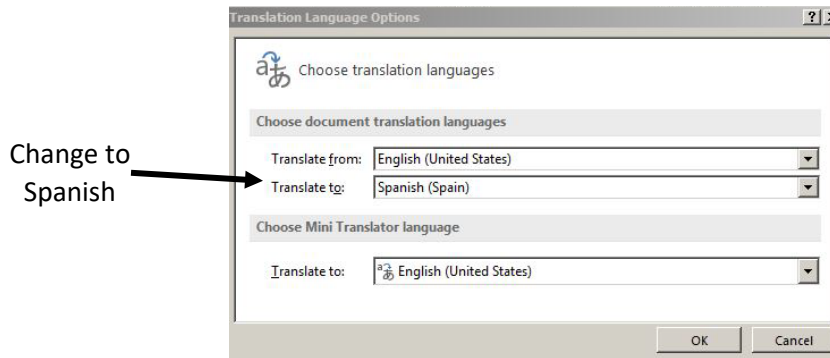 Translation Language Options
Choose translation languages
Choose document translation languages
Change to
Spanish
Translate from: English (United States)
Translate to: Spanish (Spain)
Choose Mini Translator language
Translate to: English (United States)
OK Cancel